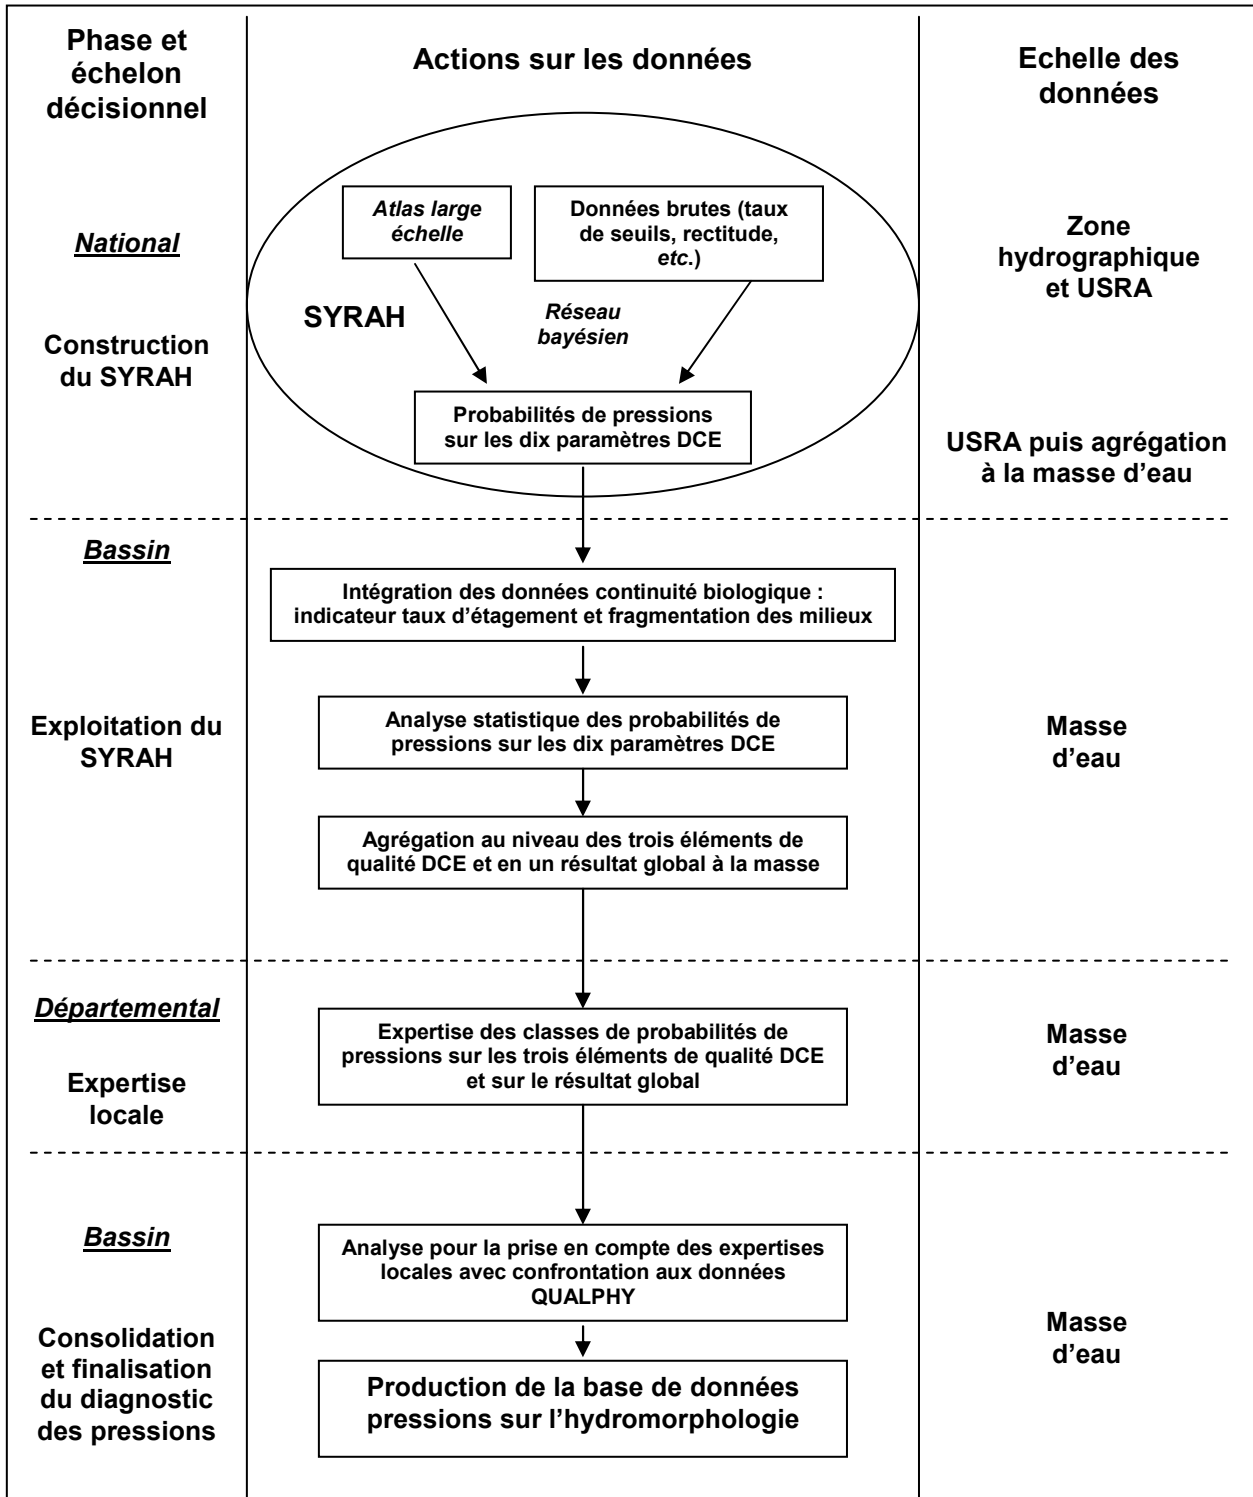 Phase et
échelon
décisionnel
Actions sur les données
Echelle des
données
National
Construction
du SYRAH
Atlas large
échelle
Données brutes (taux
de seuils, rectitude,
etc.)
SYRAH
Réseau
bayésien
Probabilités de pressions
sur les dix paramètres DCE
Zone
hydrographique
et USRA
USRA puis agrégation
à la masse d’eau
Bassin
Exploitation du
SYRAH
Intégration des données continuité biologique :
indicateur taux d’étagement et fragmentation des milieux
Analyse statistique des probabilités de
pressions sur les dix paramètres DCE
Agrégation au niveau des trois éléments de
qualité DCE et en un résultat global à la masse
Masse
d’eau
Départemental
Expertise
locale
Expertise des classes de probabilités de
pressions sur les trois éléments de qualité DCE
et sur le résultat global
Masse
d’eau
Bassin
Consolidation
et finalisation
du diagnostic
des pressions
Analyse pour la prise en compte des expertises
locales avec confrontation aux données
QUALPHY
Production de la base de données
pressions sur l’hydromorphologie
Masse
d’eau